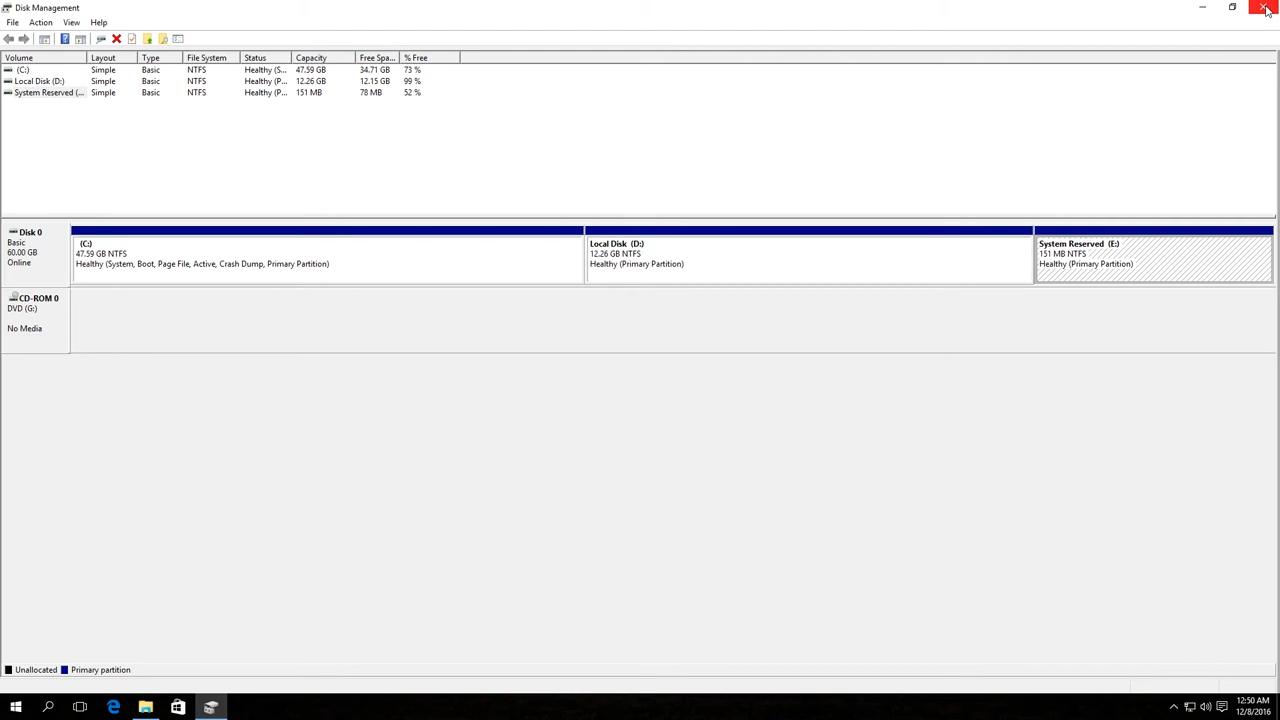 Disk Management
File Action View Help
Volume Layout Type File System Status Capacity Free Spa... % Free
(C:) Simple Basic NTFS Healthy (S... 47.59 GB 34.71 GB 73 %
Local Disk (D:) Simple Basic NTFS Healthy (P... 12.26 GB 12.15 GB 99 %
System Reserved (... Simple Basic NTFS Healthy (P... 151 MB 78 MB 52 %
Disk 0
Basic
60.00 GB
Online
(C:)
47.59 GB NTFS
Healthy (System, Boot, Page File, Active, Crash Dump, Primary Partition)
Local Disk (D:)
12.26 GB NTFS
Healthy (Primary Partition)
System Reserved (E:)
151 MB NTFS
Healthy (Primary Partition)
CD-ROM 0
DVD (G:)
No Media
Unallocated Primary partition
12:50 AM
12/8/2016